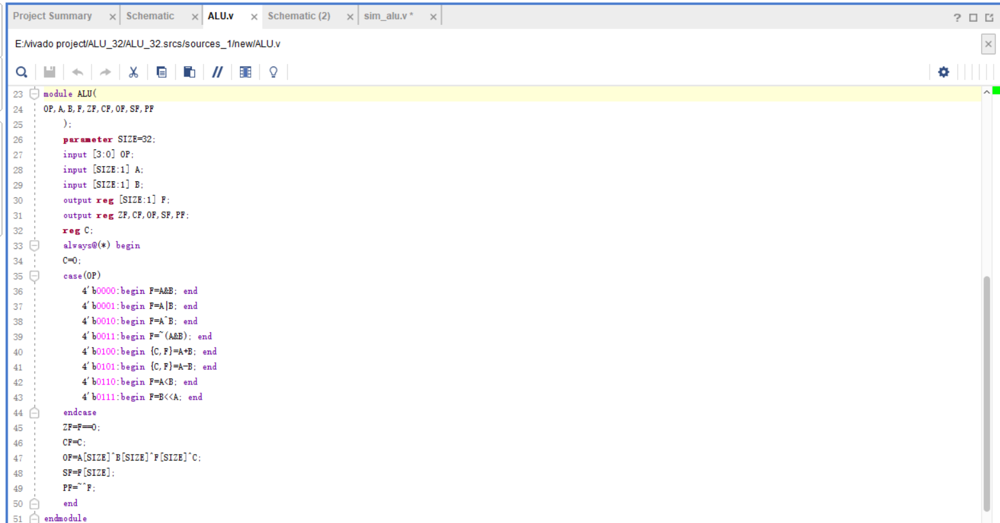 Project Summary × Schematic × ALU.v × Schematic (2) × sim_alu.v * ×
?
E:/vivado project/ALU_32/ALU_32.srcs/sources_1/new/ALU.v
23 module ALU(
24 OP,A,B,F,ZF,CF,OF,SF,PF
25 );
26 parameter SIZE=32;
27 input [3:0] OP;
28 input [SIZE:1] A;
29 input [SIZE:1] B;
30 output reg [SIZE:1] F;
31 output reg ZF,CF,OF,SF,PF;
32 reg C;
33 always@(*) begin
34 C=0;
35 case(OP)
36 4'b0000:begin F=A&B; end
37 4'b0001:begin F=A|B; end
38 4'b0010:begin F=A^B; end
39 4'b0011:begin F=~(A&B); end
40 4'b0100:begin {C,F}=A+B; end
41 4'b0101:begin {C,F}=A-B; end
42 4'b0110:begin F=A<B; end
43 4'b0111:begin F=B<<A; end
44 endcase
45 ZF=F==0;
46 CF=C;
47 OF=A[SIZE]^B[SIZE]^F[SIZE]^C;
48 SF=F[SIZE];
49 PF=~^F;
50 end
51 endmodule